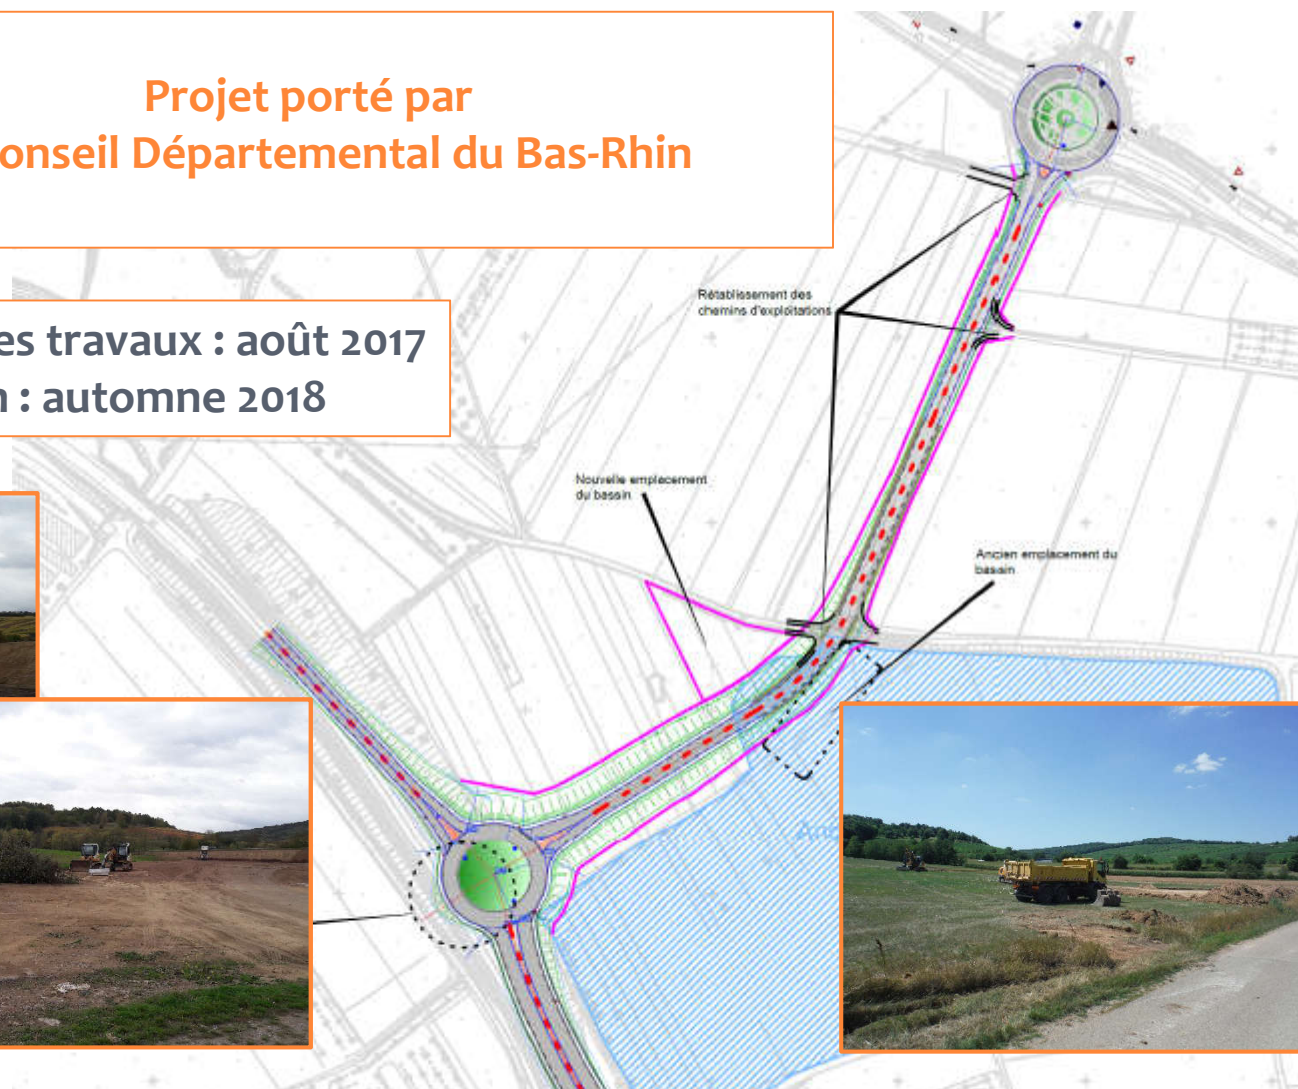 Projet porté par
onseil Départemental du Bas-Rhin
es travaux : août 2017
n : automne 2018
Rétablissement des
chemins d'exploitations
Nouvelle emplacement
du bassin
Ancien emplacement du
bassin
Anc